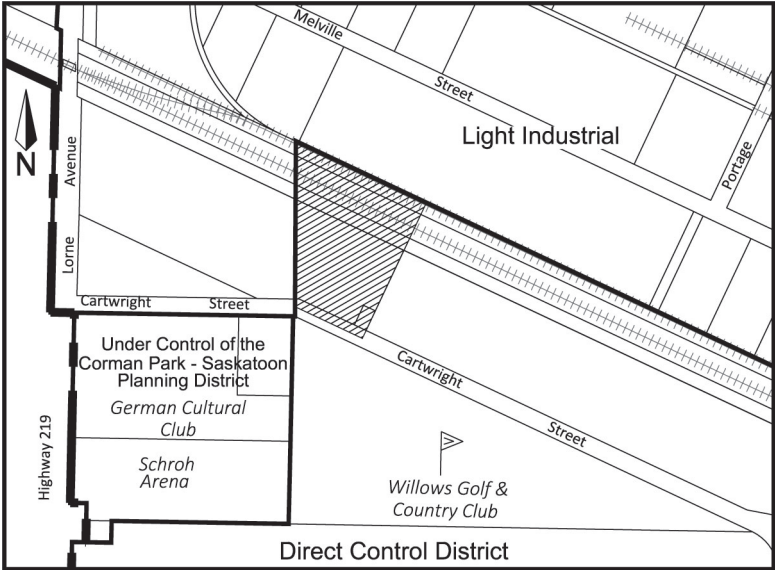 Melville
Street
Light Industrial
Portage
N
Avenue
Lorne
Cartwright
Street
Under Control of the
Corman Park - Saskatoon
Planning District
German Cultural
Club
Schroh
Arena
Highway 219
Cartwright
Street
Willows Golf &
Country Club
Direct Control District